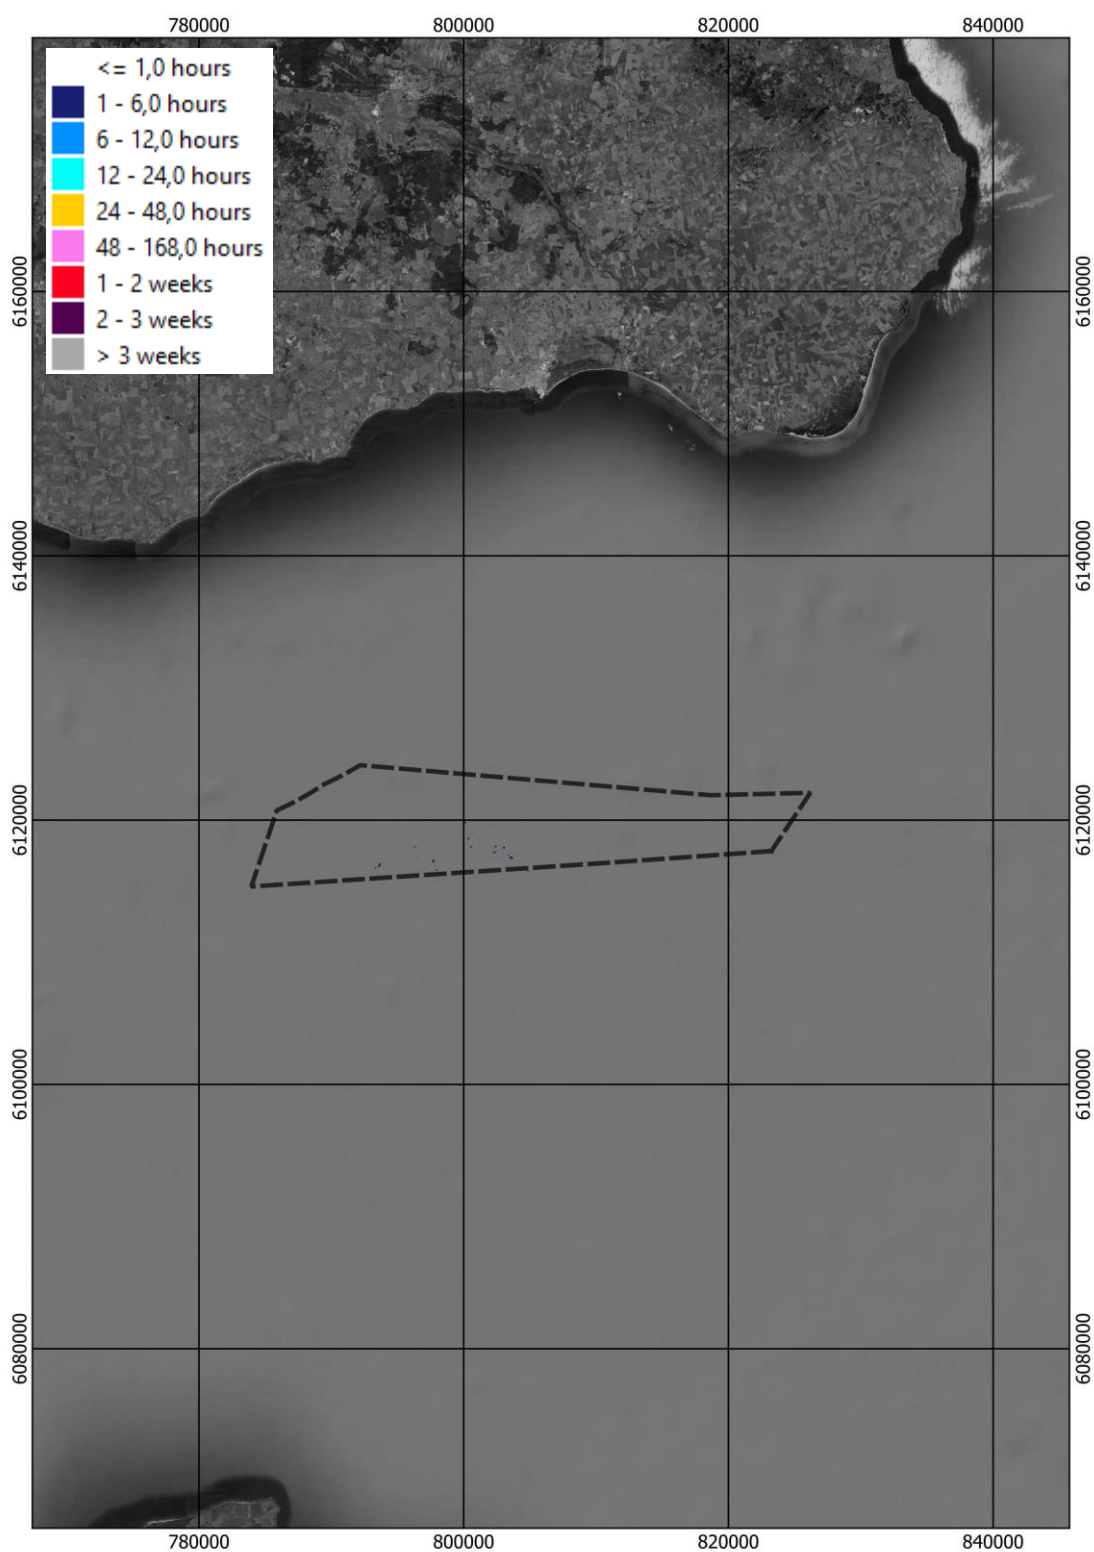 780000 800000 820000 840000
<= 1,0 hours
1 - 6,0 hours
6 - 12,0 hours
12 - 24,0 hours
24 - 48,0 hours
48 - 168,0 hours
1 - 2 weeks
2 - 3 weeks
> 3 weeks
6160000 6160000
6140000 6140000
6120000 6120000
6100000 6100000
6080000 6080000
780000 800000 820000 840000